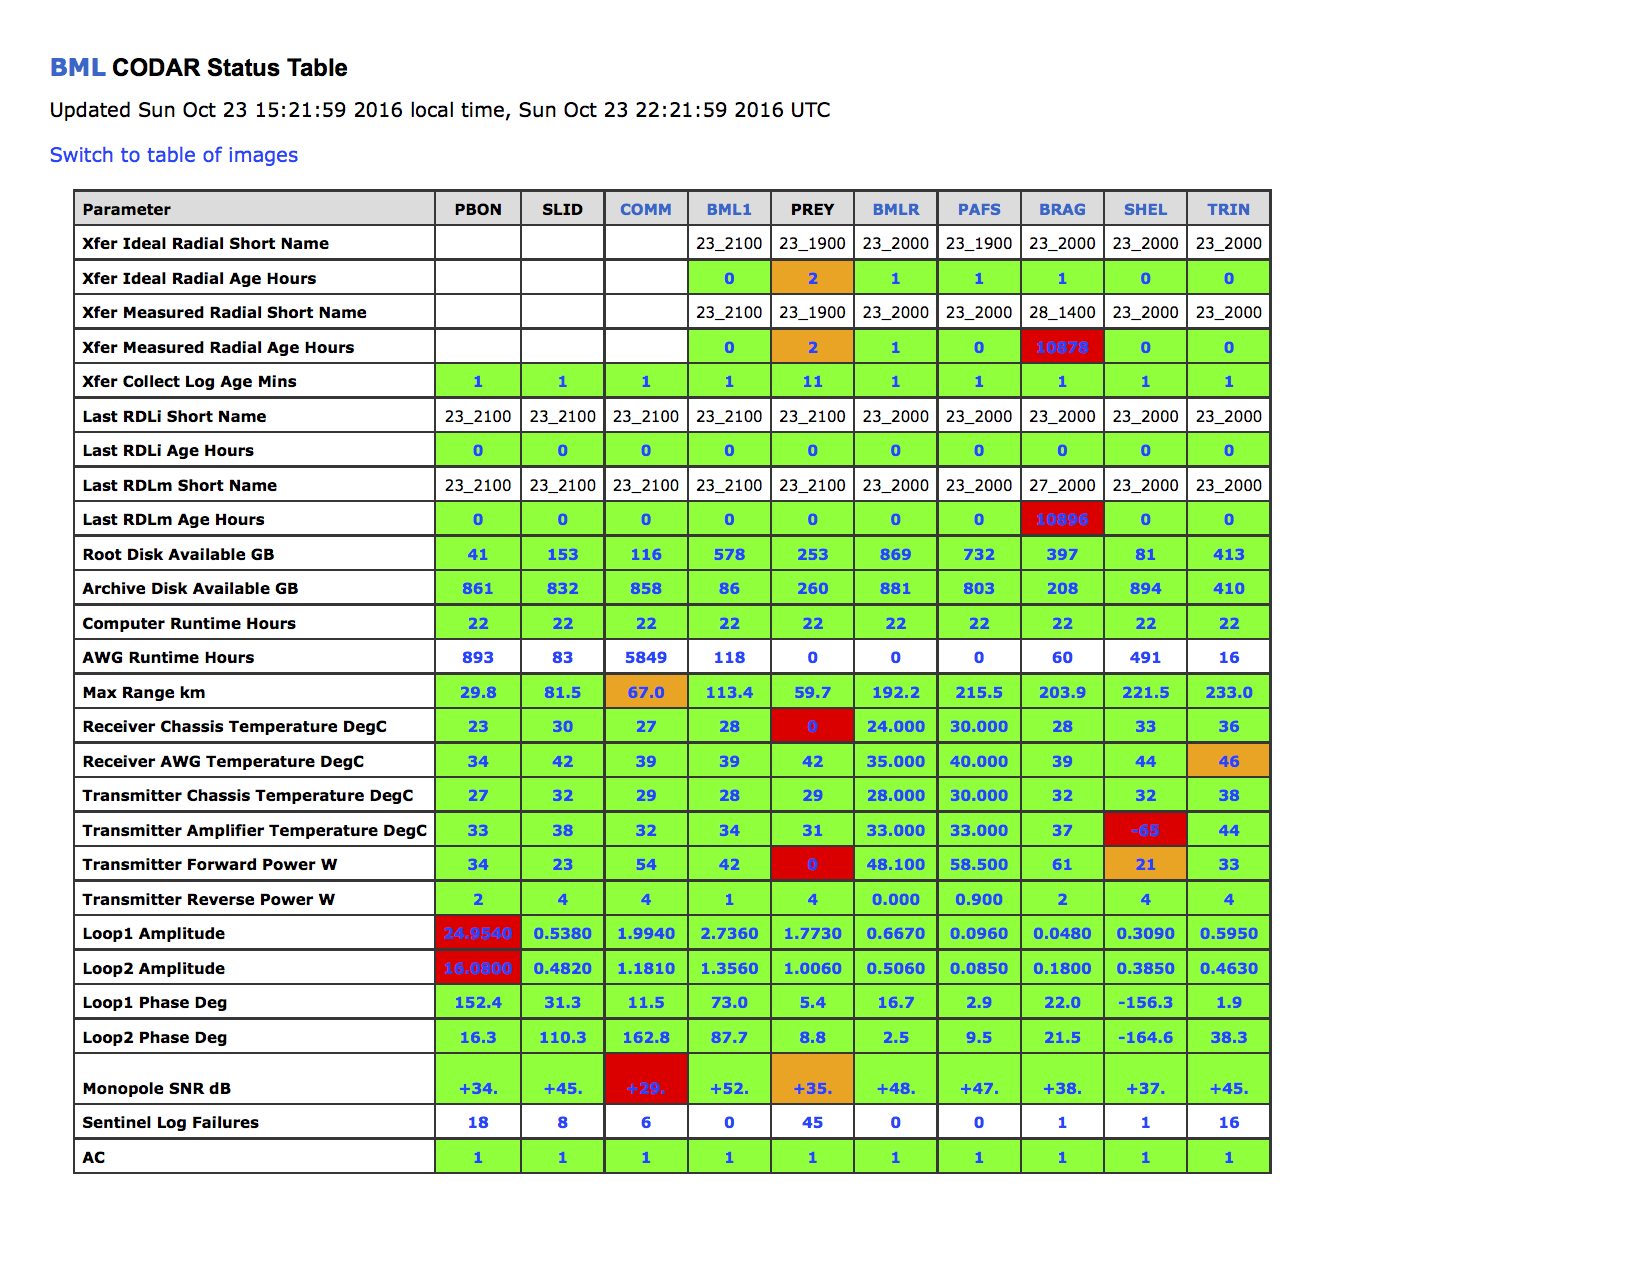 BML CODAR Status Table
Updated Sun Oct 23 15:21:59 2016 local time, Sun Oct 23 22:21:59 2016 UTC
Switch to table of images
Parameter PBON SLID COMM BML1 PREY BMLR PAFS BRAG SHEL TRIN
Xfer Ideal Radial Short Name 23_2100 23_1900 23_2000 23_1900 23_2000 23_2000 23_2000
Xfer Ideal Radial Age Hours 0 2 1 1 1 0 0
Xfer Measured Radial Short Name 23_2100 23_1900 23_2000 23_2000 28_1400 23_2000 23_2000
Xfer Measured Radial Age Hours 0 2 1 0 10878 0 0
Xfer Collect Log Age Mins 1 1 1 1 11 1 1 1 1 1
Last RDLi Short Name 23_2100 23_2100 23_2100 23_2100 23_2100 23_2000 23_2000 23_2000 23_2000 23_2000
Last RDLi Age Hours 0 0 0 0 0 0 0 0 0 0
Last RDLm Short Name 23_2100 23_2100 23_2100 23_2100 23_2100 23_2000 23_2000 27_2000 23_2000 23_2000
Last RDLm Age Hours 0 0 0 0 0 0 0 10896 0 0
Root Disk Available GB 41 153 116 578 253 869 732 397 81 413
Archive Disk Available GB 861 832 858 86 260 881 803 208 894 410
Computer Runtime Hours 22 22 22 22 22 22 22 22 22 22
AWG Runtime Hours 893 83 5849 118 0 0 0 60 491 16
Max Range km 29.8 81.5 67.0 113.4 59.7 192.2 215.5 203.9 221.5 233.0
Receiver Chassis Temperature DegC 23 30 27 28 0 24.000 30.000 28 33 36
Receiver AWG Temperature DegC 34 42 39 39 42 35.000 40.000 39 44 46
Transmitter Chassis Temperature DegC 27 32 29 28 29 28.000 30.000 32 32 38
Transmitter Amplifier Temperature DegC 33 38 32 34 31 33.000 33.000 37 -65 44
Transmitter Forward Power W 34 23 54 42 0 48.100 58.500 61 21 33
Transmitter Reverse Power W 2 4 4 1 4 0.000 0.900 2 4 4
Loop1 Amplitude 24.9540 0.5380 1.9940 2.7360 1.7730 0.6670 0.0960 0.0480 0.3090 0.5950
Loop2 Amplitude 16.0800 0.4820 1.1810 1.3560 1.0060 0.5060 0.0850 0.1800 0.3850 0.4630
Loop1 Phase Deg 152.4 31.3 11.5 73.0 5.4 16.7 2.9 22.0 -156.3 1.9
Loop2 Phase Deg 16.3 110.3 162.8 87.7 8.8 2.5 9.5 21.5 -164.6 38.3
Monopole SNR dB +34. +45. +29. +52. +35. +48. +47. +38. +37. +45.
Sentinel Log Failures 18 8 6 0 45 0 0 1 1 16
AC 1 1 1 1 1 1 1 1 1 1